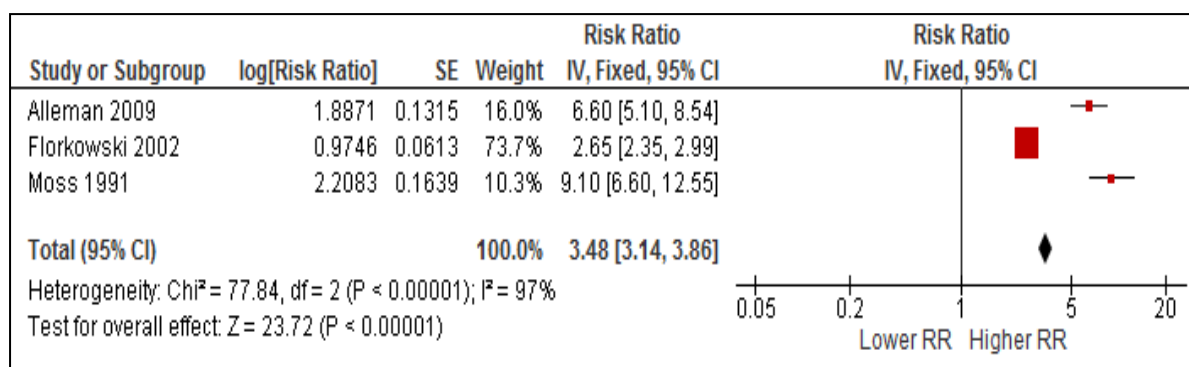 Risk Ratio Risk Ratio
Study or Subgroup log[Risk Ratio] SE Weight IV, Fixed, 95% CI IV, Fixed, 95% CI
Alleman 2009 1.8871 0.1315 16.0% 6.60 [5.10, 8.54]
Florkowski 2002 0.9746 0.0613 73.7% 2.65 [2.35, 2.99]
Moss 1991 2.2083 0.1639 10.3% 9.10 [6.60, 12.55]
Total (95% CI) 100.0% 3.48 [3.14, 3.86]
Heterogeneity: Chi² = 77.84, df = 2 (P < 0.00001); I² = 97%
Test for overall effect: Z = 23.72 (P < 0.00001)
0.05 0.2 1 5 20
Lower RR Higher RR